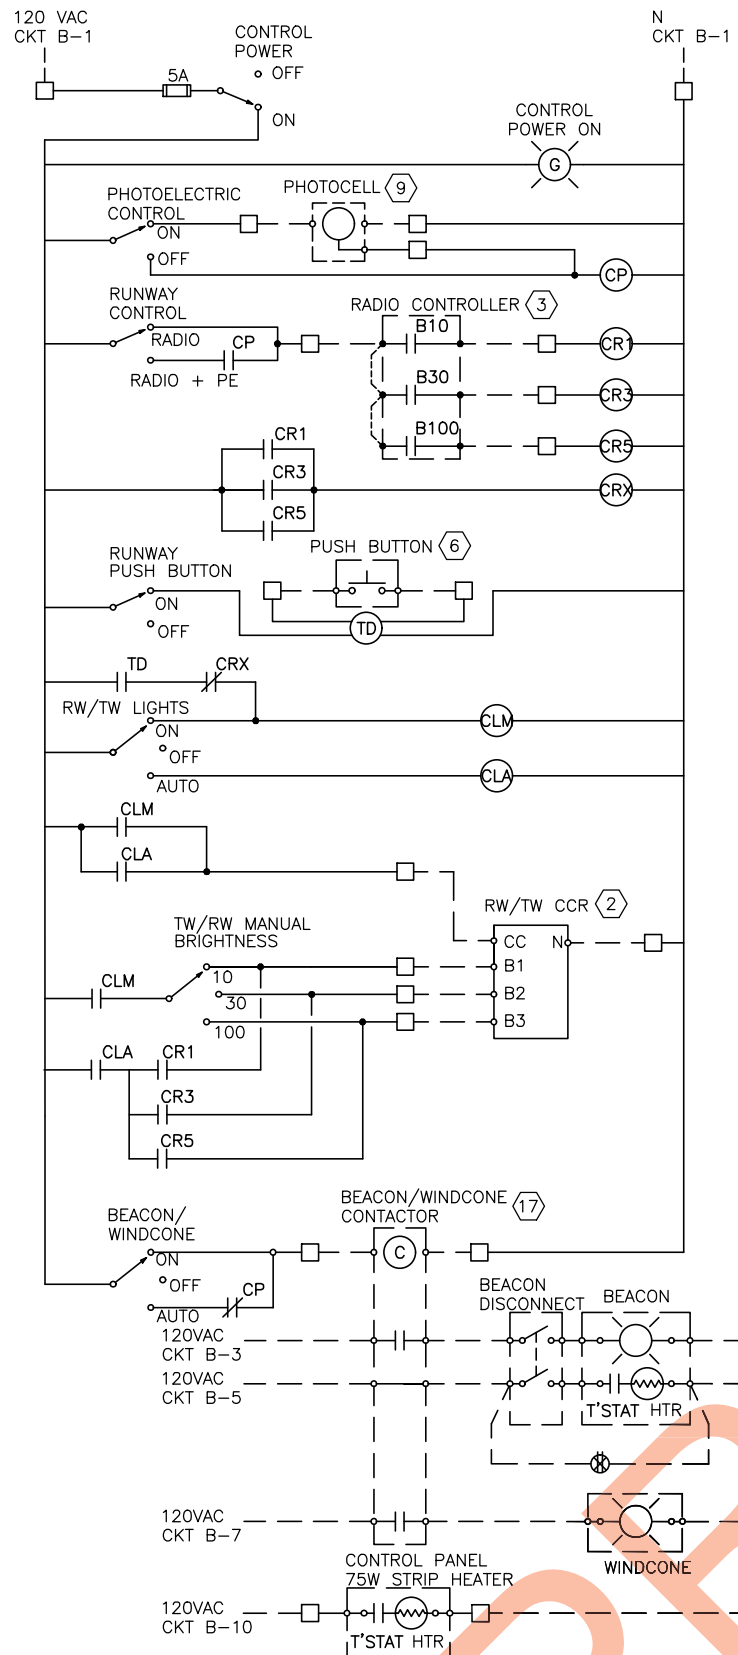 120 VAC
CKT B-1
N
CKT B-1
CONTROL
POWER
OFF
5A
ON
CONTROL
POWER ON
G
PHOTOELECTRIC
CONTROL
ON
OFF
PHOTOCELL 9
CP
RUNWAY
CONTROL
RADIO
CP
RADIO + PE
RADIO CONTROLLER 3
B10
CR1
B30
CR3
B100
CR5
CR1
CR3
CRX
CR5
RUNWAY
PUSH BUTTON
ON
OFF
PUSH BUTTON 6
TD
TD
CRX
RW/TW LIGHTS
ON
OFF
AUTO
CLM
CLA
CLM
CLA
RW/TW CCR 2
CC N
B1
B2
B3
TW/RW MANUAL
BRIGHTNESS
CLM
10
30
100
CLA
CR1
CR3
CR5
BEACON/WINDCONE 17
CONTACTOR
C
BEACON/
WINDCONE
ON
OFF
AUTO
CP
BEACON
DISCONNECT
BEACON
120VAC
CKT B-3
120VAC
CKT B-5
T'STAT HTR
120VAC
CKT B-7
WINDCONE
CONTROL PANEL
75W STRIP HEATER
120VAC
CKT B-10
T'STAT HTR